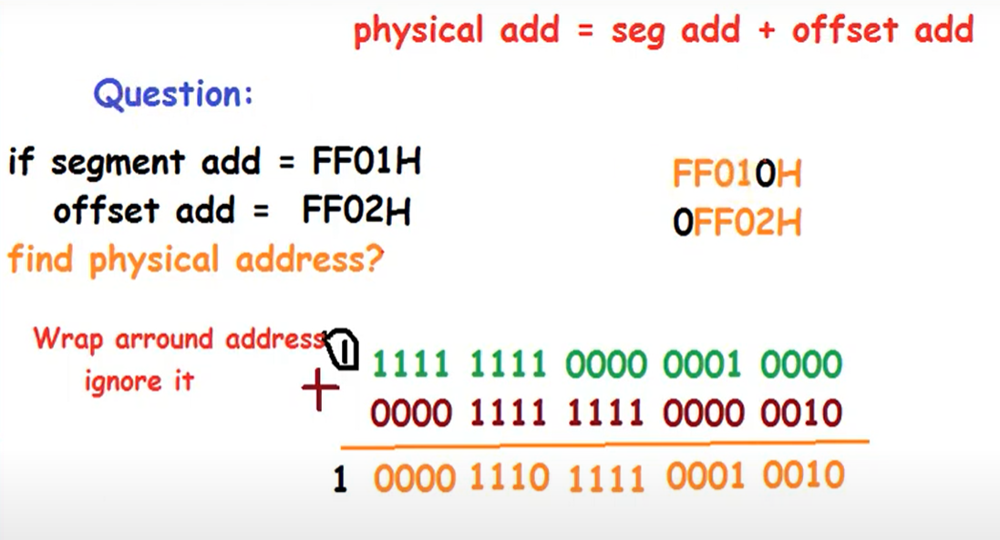 physical add = seg add + offset add
Question:
if segment add = FF01H
offset add = FF02H
find physical address?
FF010H
0FF02H
Wrap arround address
ignore it
1 1111 1111 0000 0001 0000
+ 0000 1111 1111 0000 0010
1 0000 1110 1111 0001 0010